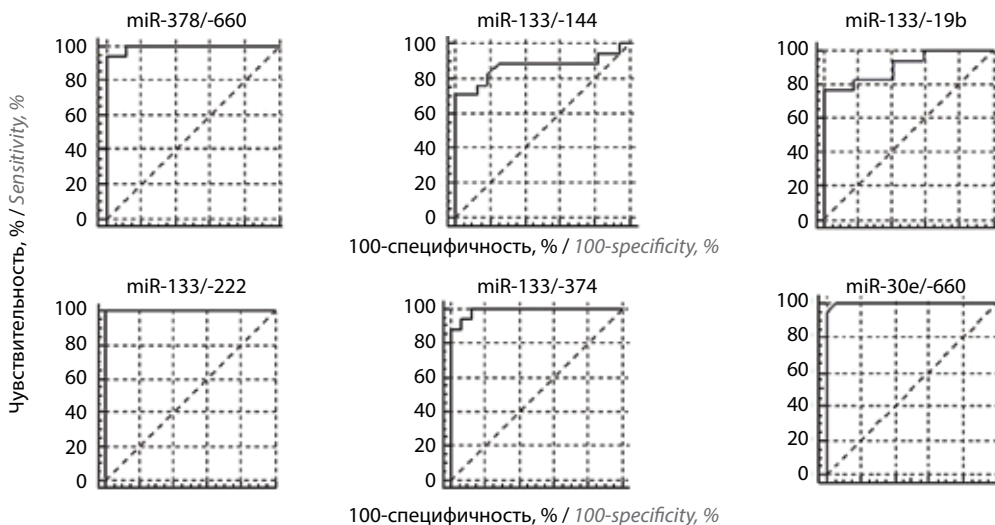 miR-378/-660 miR-133/-144 miR-133/-19b
100 100 100
80 80 80
60 60 60
40 40 40
20 20 20
0 0 0
Чувствительность, % / Sensitivity, %
100-специфичность, % / 100-specificity, %
miR-133/-222 miR-133/-374 miR-30e/-660
100 100 100
80 80 80
60 60 60
40 40 40
20 20 20
0 0 0
100-специфичность, % / 100-specificity, %